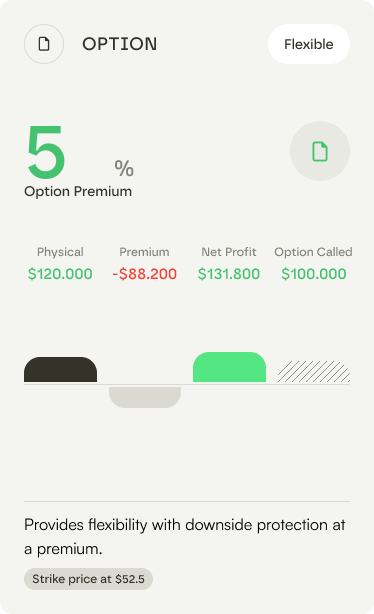 OPTION
Flexible
5 %
Option Premium
Physical Premium Net Profit Option Called
$120.000 -$88.200 $131.800 $100.000
Provides flexibility with downside protection at
a premium.
Strike price at $52.5